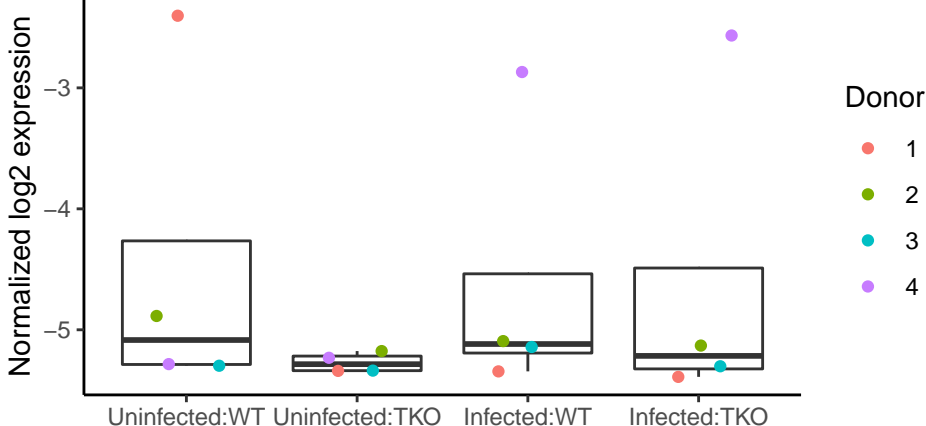 Normalized log2 expression
−3
−4
−5
Uninfected:WT
Uninfected:TKO
Infected:WT
Infected:TKO
Donor
1
2
3
4